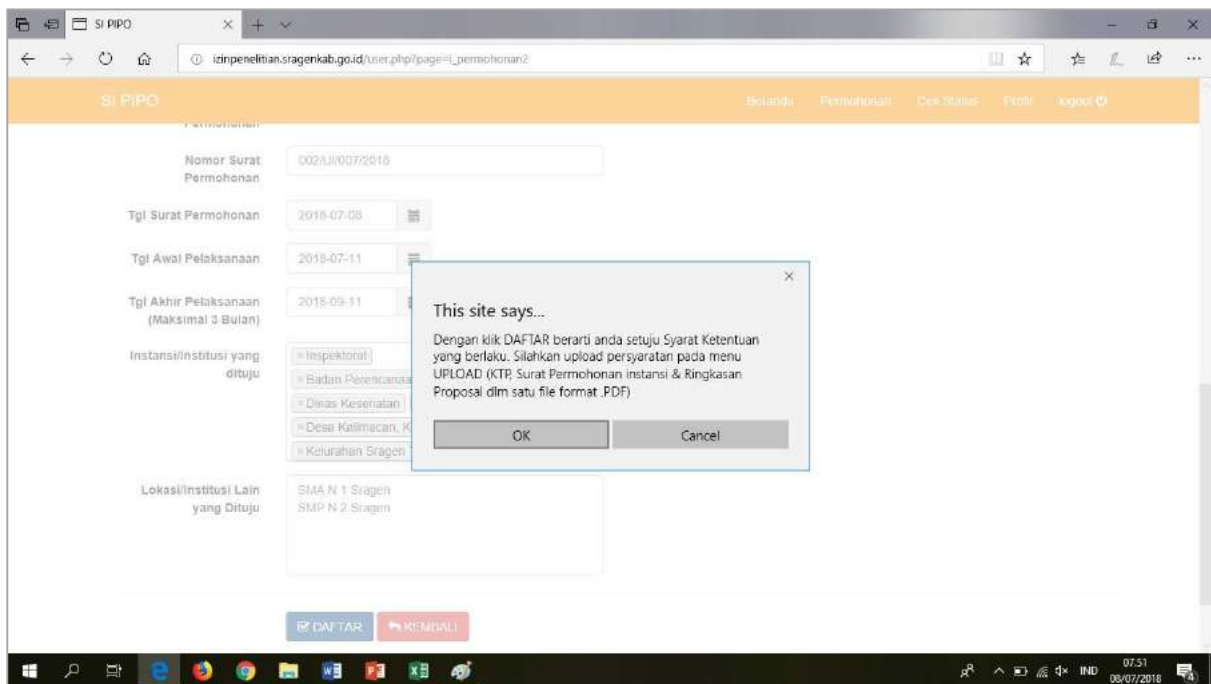 SI PIPO
izinpenelitian.sragenkab.go.id/user.php?page=i_permohonan2
SI PIPO Beranda Permohonan Cek Status Profil logout
Permohonan
Nomor Surat Permohonan
002/UI/007/2018
Tgl Surat Permohonan
2018-07-08
Tgl Awal Pelaksanaan
2018-07-11
Tgl Akhir Pelaksanaan
(Maksimal 3 Bulan)
2018-09-11
Instansi/Institusi yang
dituju
× Inspektorat
× Badan
× Dinas Kesehatan
× Desa Kalimacan, K
× Kelurahan Sragen
This site says...
Dengan klik DAFTAR berarti anda setuju Syarat Ketentuan
yang berlaku. Silahkan upload persyaratan pada menu
UPLOAD (KTP, Surat Permohonan instansi & Ringkasan
Proposal dlm satu file format .PDF)
OK Cancel
Lokasi/Institusi Lain
yang Dituju
SMA N 1 Sragen
SMP N 2 Sragen
DAFTAR KEMBALI
IND
07.51
08/07/2018